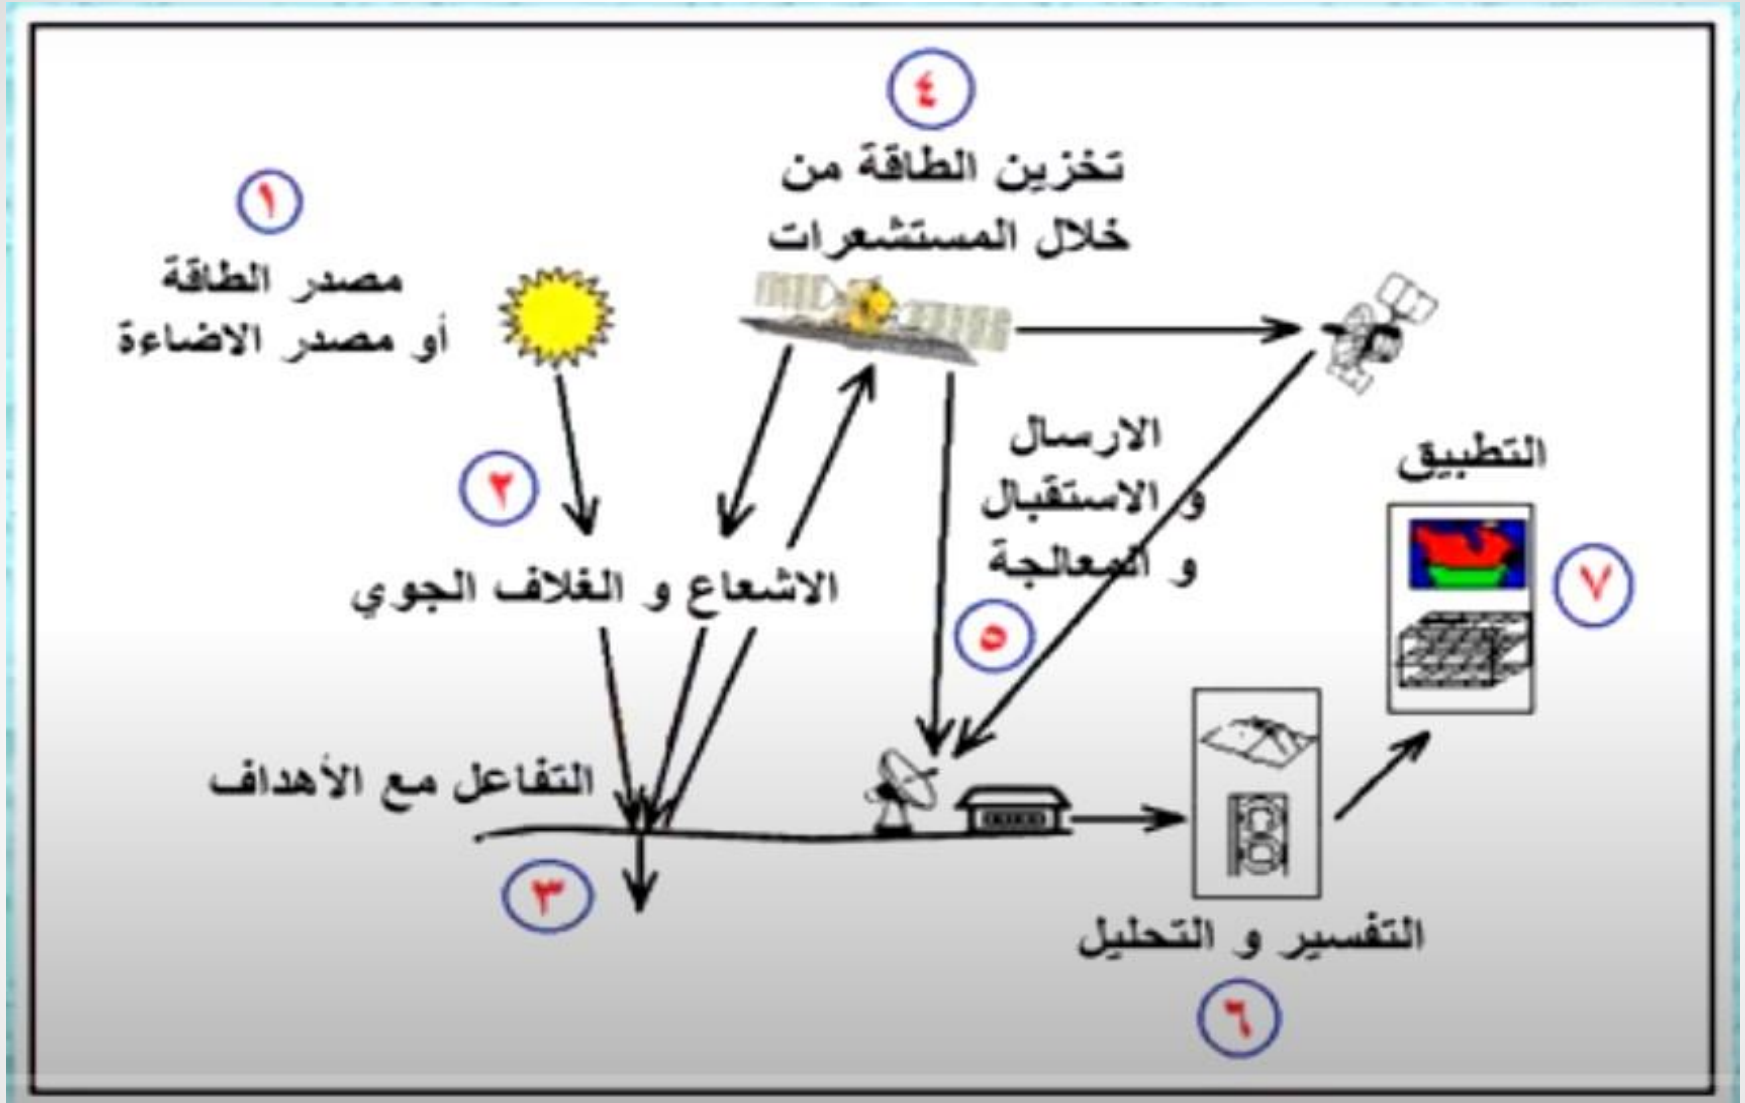 ١
مصدر الطاقة
أو مصدر الاضاءة
٢
الاشعاع و الغلاف الجوي
٣
التفاعل مع الأهداف
٤
تخزين الطاقة من
خلال المستشعرات
٥
الارسال
و الاستقبال
و المعالجة
٦
التفسير و التحليل
٧
التطبيق